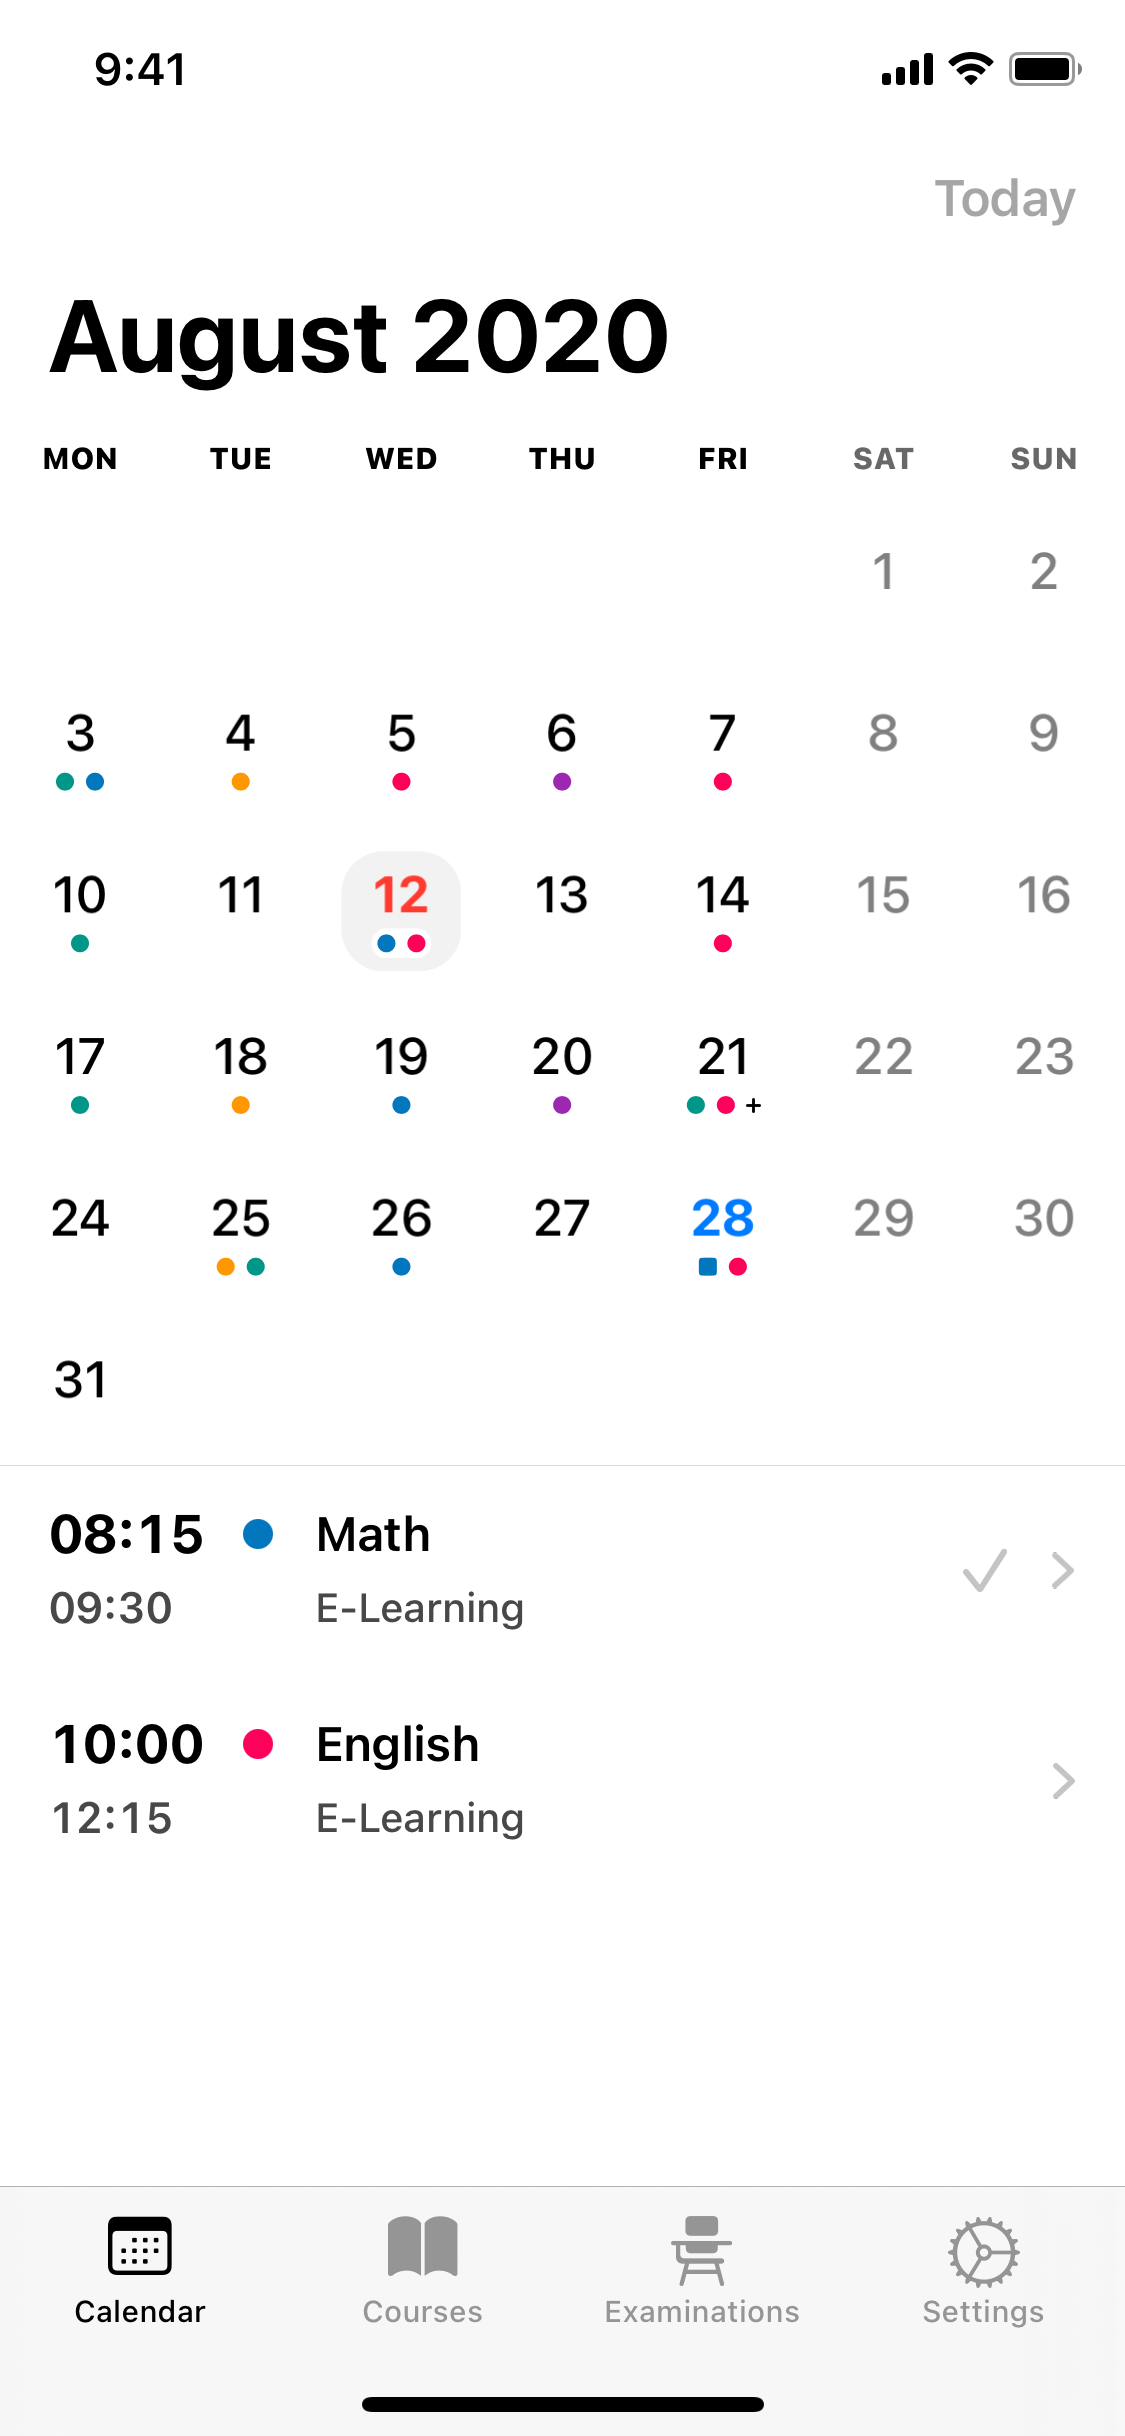 9:41
Today
August 2020
MON TUE WED THU FRI SAT SUN
1 2
3 4 5 6 7 8 9
10 11 12 13 14 15 16
17 18 19 20 21 22 23
+
24 25 26 27 28 29 30
31
08:15 Math
09:30 E-Learning
10:00 English
12:15 E-Learning
Calendar Courses Examinations Settings